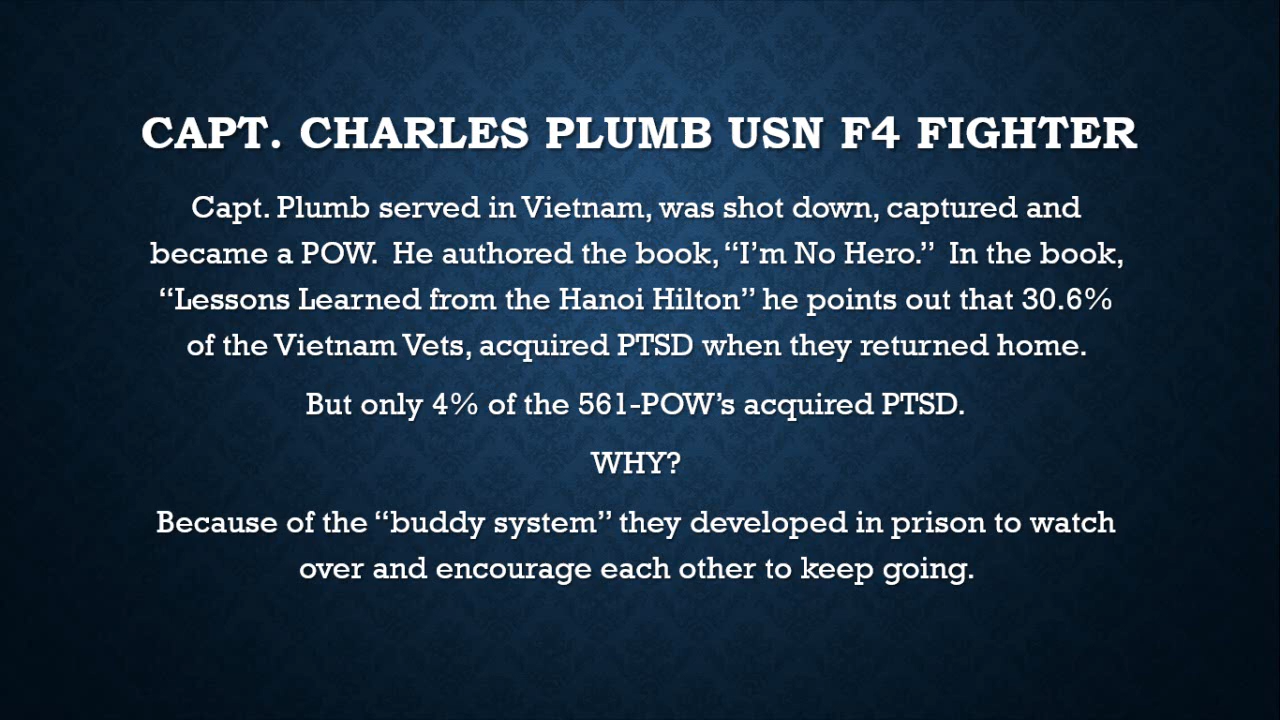 CAPT. CHARLES PLUMB USN F4 FIGHTER
Capt. Plumb served in Vietnam, was shot down, captured and
became a POW.  He authored the book, “I’m No Hero.”  In the book,
“Lessons Learned from the Hanoi Hilton” he points out that 30.6%
of the Vietnam Vets, acquired PTSD when they returned home.
But only 4% of the 561-POW’s acquired PTSD.
WHY?
Because of the “buddy system” they developed in prison to watch
over and encourage each other to keep going.